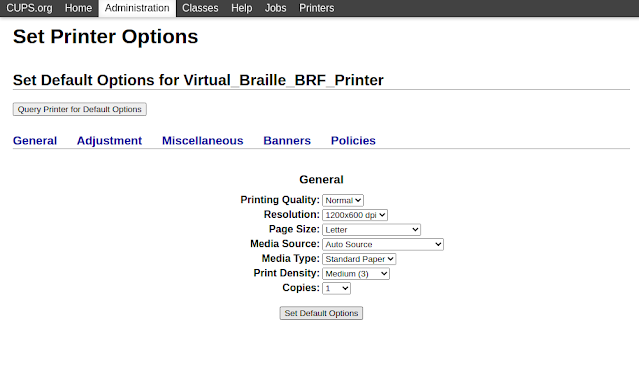 CUPS.org Home Administration Classes Help Jobs Printers
Set Printer Options
Set Default Options for Virtual_Braille_BRF_Printer
Query Printer for Default Options
General Adjustment Miscellaneous Banners Policies
General
Printing Quality: Normal
Resolution: 1200x600 dpi
Page Size: Letter
Media Source: Auto Source
Media Type: Standard Paper
Print Density: Medium (3)
Copies: 1
Set Default Options